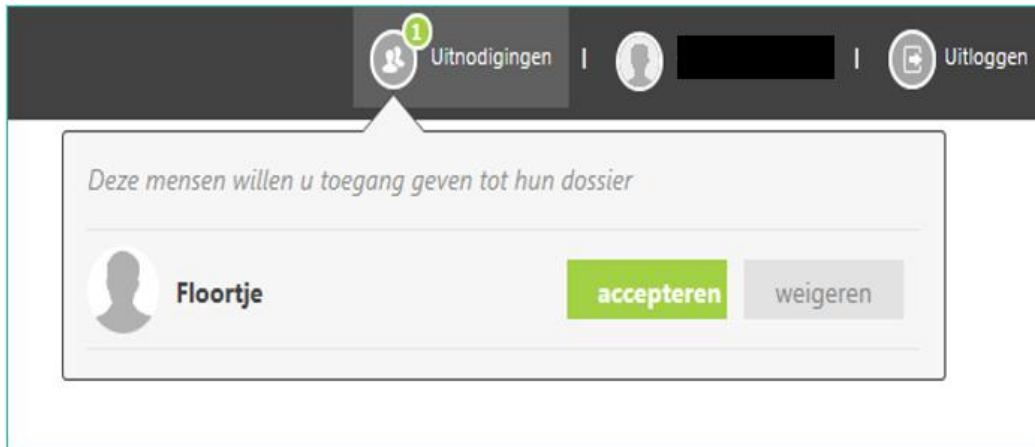 1 Uitnodigingen | | Uitloggen
Deze mensen willen u toegang geven tot hun dossier
Floortje accepteren weigeren